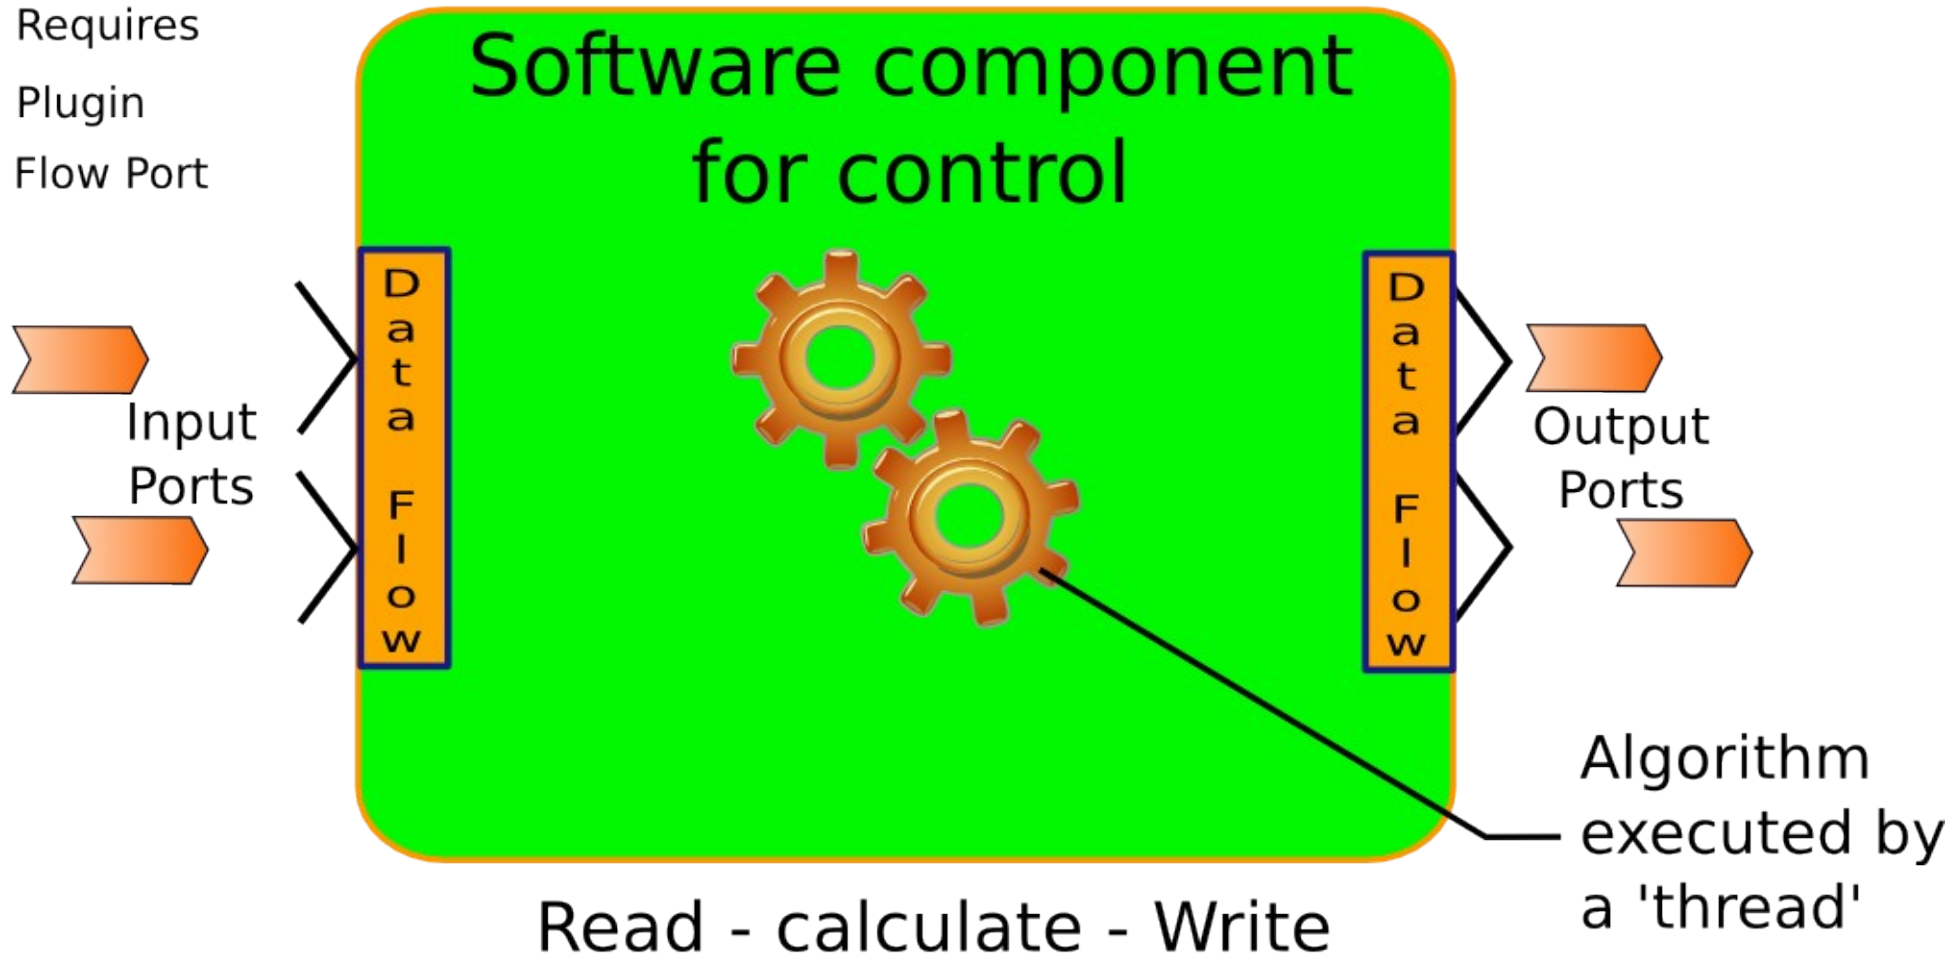 Requires
Plugin
Flow Port
Software component
for control
Data Flow
Input
Ports
Data Flow
Output
Ports
Algorithm
executed by
a 'thread'
Read - calculate - Write